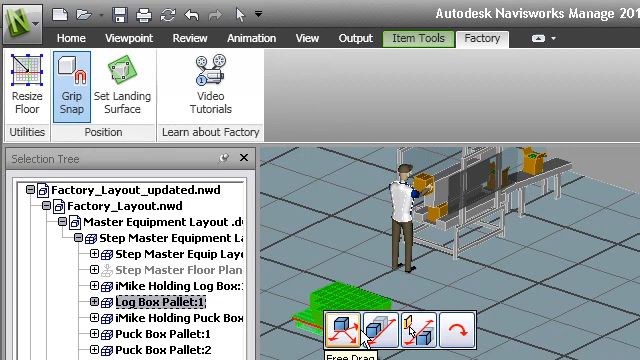 Autodesk Navisworks Manage 201
Home Viewpoint Review Animation View Output Item Tools Factory
Resize Floor
Grip Snap
Set Landing Surface
Video Tutorials
Utilities Position Learn about Factory
Selection Tree
Factory_Layout_updated.nwd
Factory_Layout.nwd
Master Equipment Layout .d
Step Master Equipment L
Step Master Equip Lay
Step Master Floor Plan
iMike Holding Log Box:
Log Box Pallet:1
iMike Holding Puck Box
Puck Box Pallet:1
Puck Box Pallet:2
Free Drag